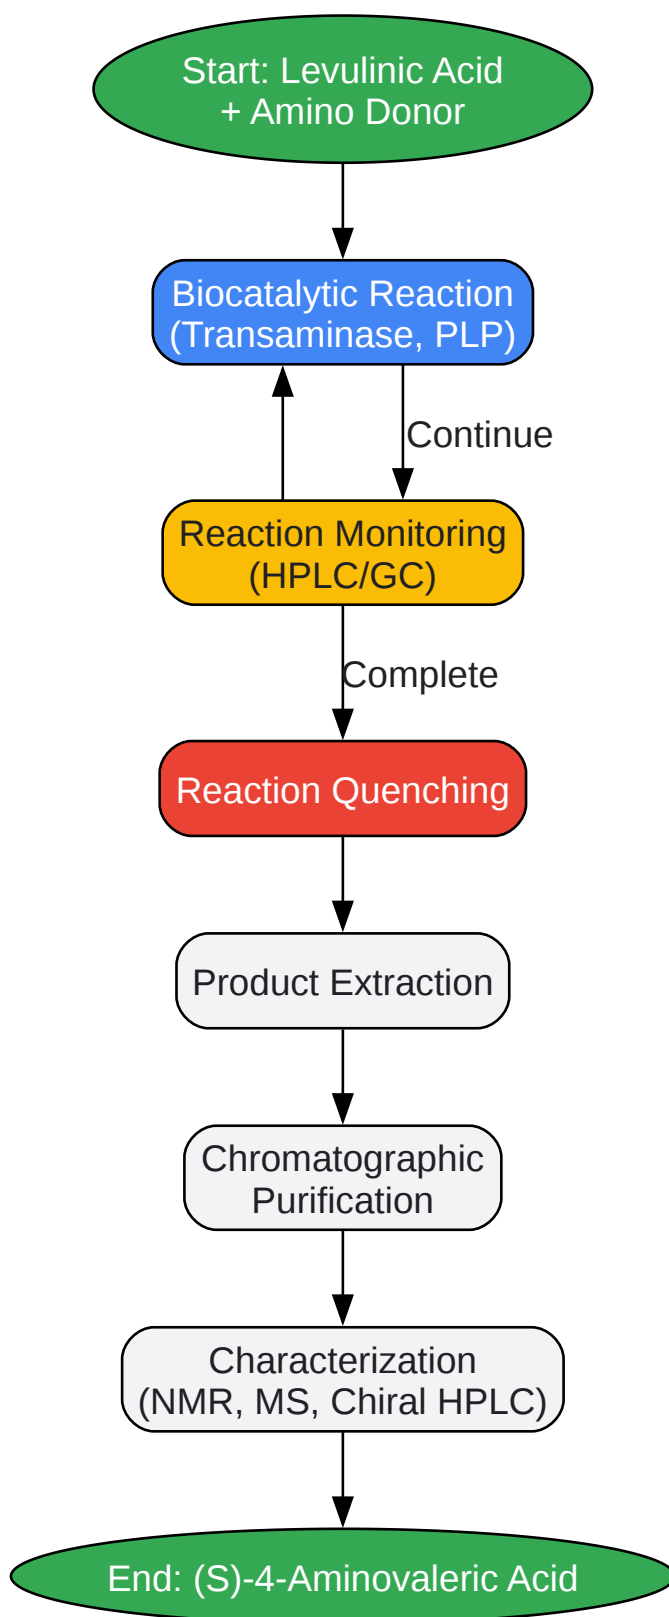 Start: Levulinic Acid
+ Amino Donor
Biocatalytic Reaction
(Transaminase, PLP)
Continue
Reaction Monitoring
(HPLC/GC)
Complete
Reaction Quenching
Product Extraction
Chromatographic
Purification
Characterization
(NMR, MS, Chiral HPLC)
End: (S)-4-Aminovaleric Acid